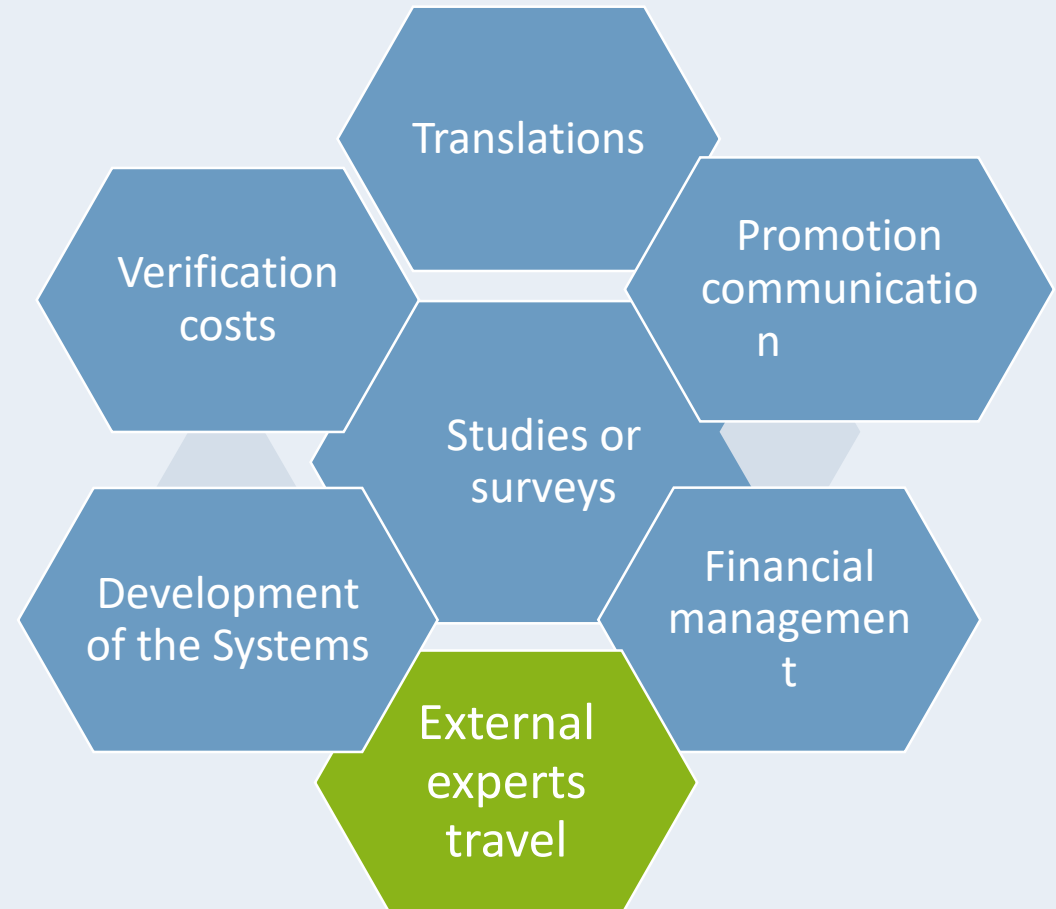 Translations
Promotion
communicatio
n
Verification
costs
Studies or
surveys
Financial
managemen
t
Development
of the Systems
External
experts
travel